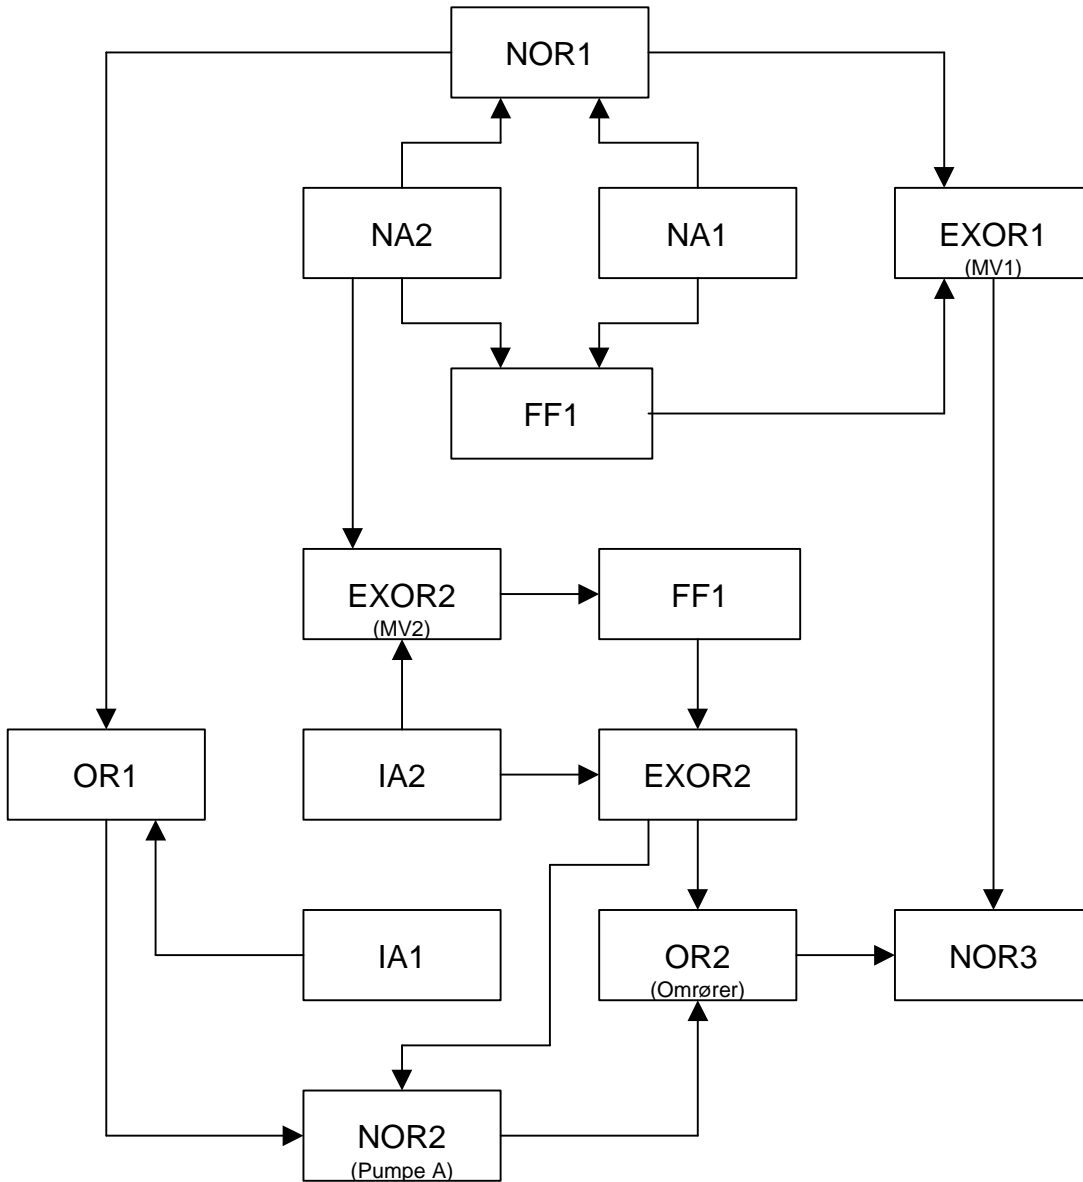 NOR1
NA2
NA1
EXOR1
(MV1)
FF1
EXOR2
(MV2)
FF1
OR1
IA2
EXOR2
IA1
OR2
(Omrører)
NOR3
NOR2
(Pumpe A)